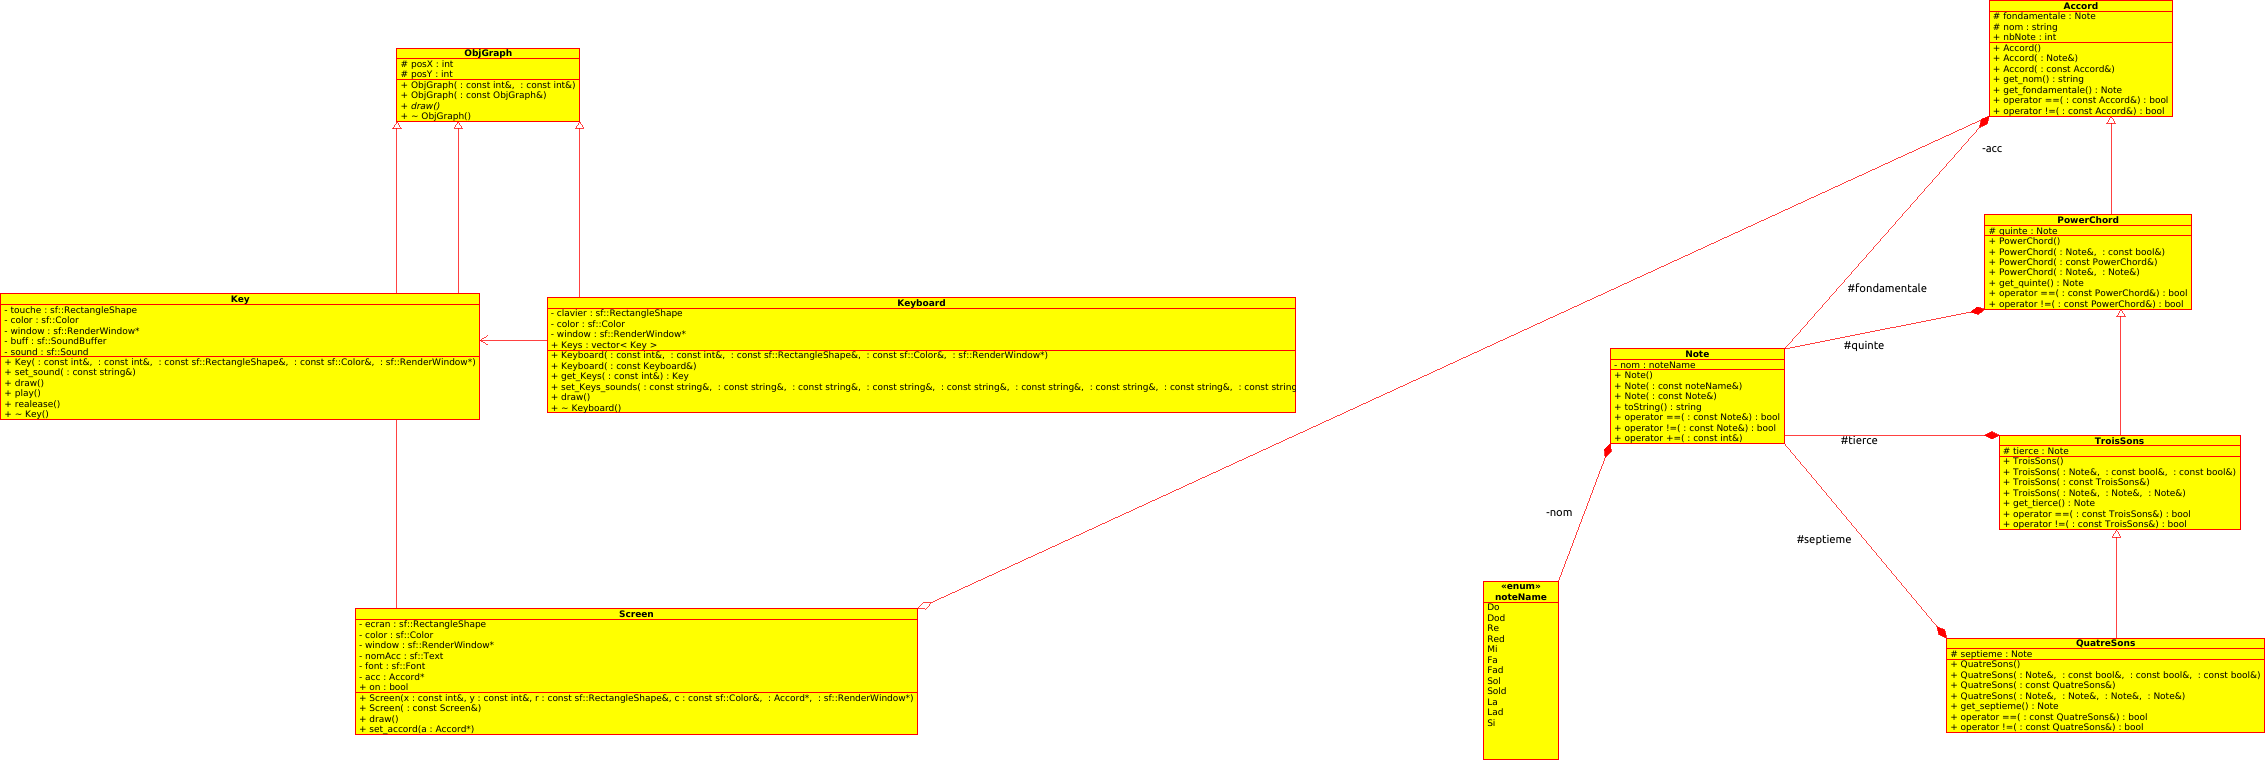 ObjGraph
# posX : int
# posY : int
+ ObjGraph( : const int&,  : const int&)
+ ObjGraph( : const ObjGraph&)
+ draw()
+ ~ ObjGraph()
Key
- touche : sf::RectangleShape
- color : sf::Color
- window : sf::RenderWindow*
- buff : sf::SoundBuffer
- sound : sf::Sound
+ Key( : const int&,  : const int&,  : const sf::RectangleShape&,  : const sf::Color&,  : sf::RenderWindow*)
+ set_sound( : const string&)
+ draw()
+ play()
+ realease()
+ ~ Key()
Keyboard
- clavier : sf::RectangleShape
- color : sf::Color
- window : sf::RenderWindow*
+ Keys : vector< Key >
+ Keyboard( : const int&,  : const int&,  : const sf::RectangleShape&,  : const sf::Color&,  : sf::RenderWindow*)
+ Keyboard( : const Keyboard&)
+ get_Keys( : const int&) : Key
+ set_Keys_sounds( : const string&,  : const string&,  : const string&,  : const string&,  : const string&,  : const string&,  : const string&,  : const string&,  : const string
+ draw()
+ ~ Keyboard()
Screen
- ecran : sf::RectangleShape
- color : sf::Color
- window : sf::RenderWindow*
- nomAcc : sf::Text
- font : sf::Font
- acc : Accord*
+ on : bool
+ Screen(x : const int&, y : const int&, r : const sf::RectangleShape&, c : const sf::Color&,  : Accord*,  : sf::RenderWindow*)
+ Screen( : const Screen&)
+ draw()
+ set_accord(a : Accord*)
Accord
# fondamentale : Note
# nom : string
+ nbNote : int
+ Accord()
+ Accord( : Note&)
+ Accord( : const Accord&)
+ get_nom() : string
+ get_fondamentale() : Note
+ operator ==( : const Accord&) : bool
+ operator !=( : const Accord&) : bool
-acc
#fondamentale
PowerChord
# quinte : Note
+ PowerChord()
+ PowerChord( : Note&,  : const bool&)
+ PowerChord( : const PowerChord&)
+ PowerChord( : Note&,  : Note&)
+ get_quinte() : Note
+ operator ==( : const PowerChord&) : bool
+ operator !=( : const PowerChord&) : bool
#quinte
Note
- nom : noteName
+ Note()
+ Note( : const noteName&)
+ Note( : const Note&)
+ toString() : string
+ operator ==( : const Note&) : bool
+ operator !=( : const Note&) : bool
+ operator +=( : const int&)
#tierce
TroisSons
# tierce : Note
+ TroisSons()
+ TroisSons( : Note&,  : const bool&,  : const bool&)
+ TroisSons( : const TroisSons&)
+ TroisSons( : Note&,  : Note&,  : Note&)
+ get_tierce() : Note
+ operator ==( : const TroisSons&) : bool
+ operator !=( : const TroisSons&) : bool
-nom
#septieme
«enum»
noteName
Do
Dod
Re
Red
Mi
Fa
Fad
Sol
Sold
La
Lad
Si
QuatreSons
# septieme : Note
+ QuatreSons()
+ QuatreSons( : Note&,  : const bool&,  : const bool&,  : const bool&)
+ QuatreSons( : const QuatreSons&)
+ QuatreSons( : Note&,  : Note&,  : Note&,  : Note&)
+ get_septieme() : Note
+ operator ==( : const QuatreSons&) : bool
+ operator !=( : const QuatreSons&) : bool